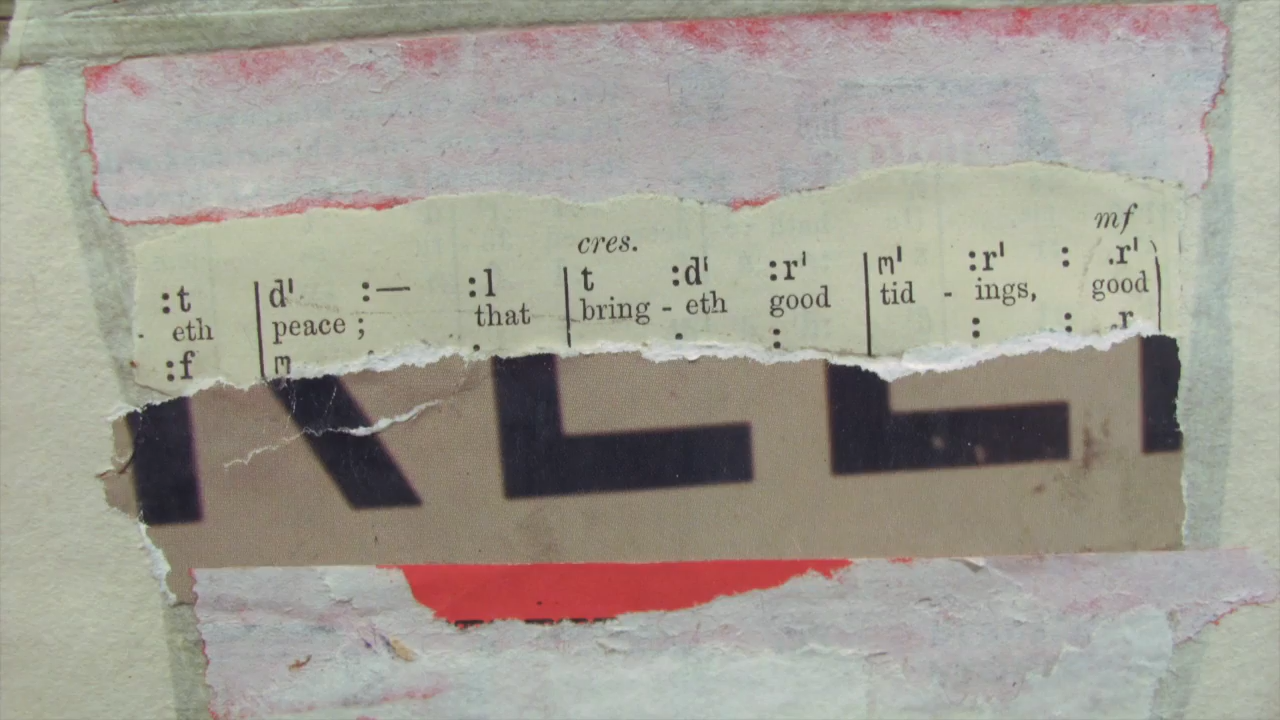 cres. mf
:t | d' :— :l | t :d' :r' | m' :r' : .r'
- eth peace ; that bring - eth good tid - ings, good
:f | m : : .r